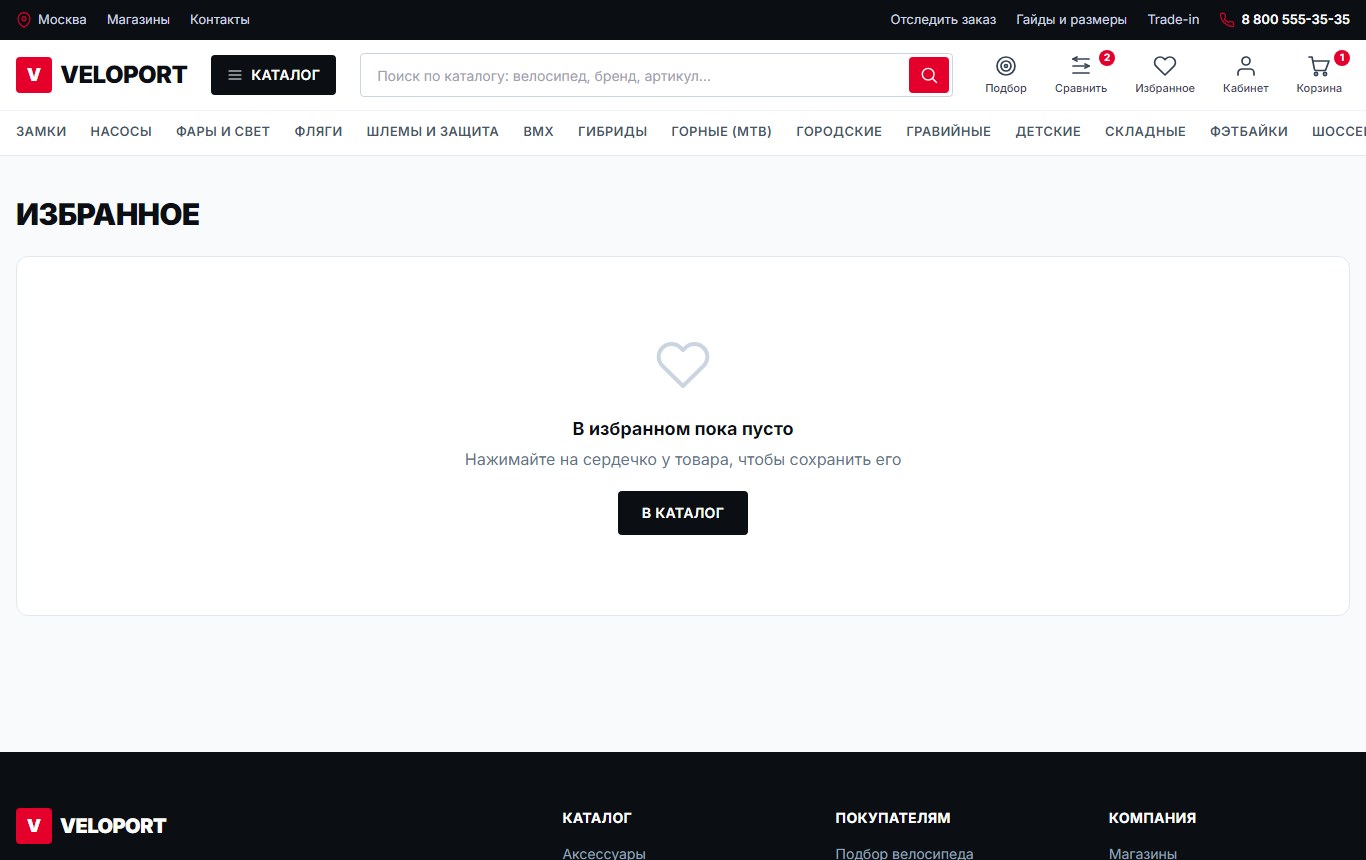 Москва Магазины Контакты Отследить заказ Гайды и размеры Trade-in 8 800 555-35-35
V VELOPORT КАТАЛОГ Поиск по каталогу: велосипед, бренд, артикул... Подбор Сравнить 2 Избранное Кабинет Корзина 1
ЗАМКИ НАСОСЫ ФАРЫ И СВЕТ ФЛЯГИ ШЛЕМЫ И ЗАЩИТА BMX ГИБРИДЫ ГОРНЫЕ (MTB) ГОРОДСКИЕ ГРАВИЙНЫЕ ДЕТСКИЕ СКЛАДНЫЕ ФЭТБАЙКИ
ИЗБРАННОЕ
В избранном пока пусто
Нажимайте на сердечко у товара, чтобы сохранить его
В КАТАЛОГ
V VELOPORT КАТАЛОГ ПОКУПАТЕЛЯМ КОМПАНИЯ
Аксессуары Подбор велосипеда Магазины